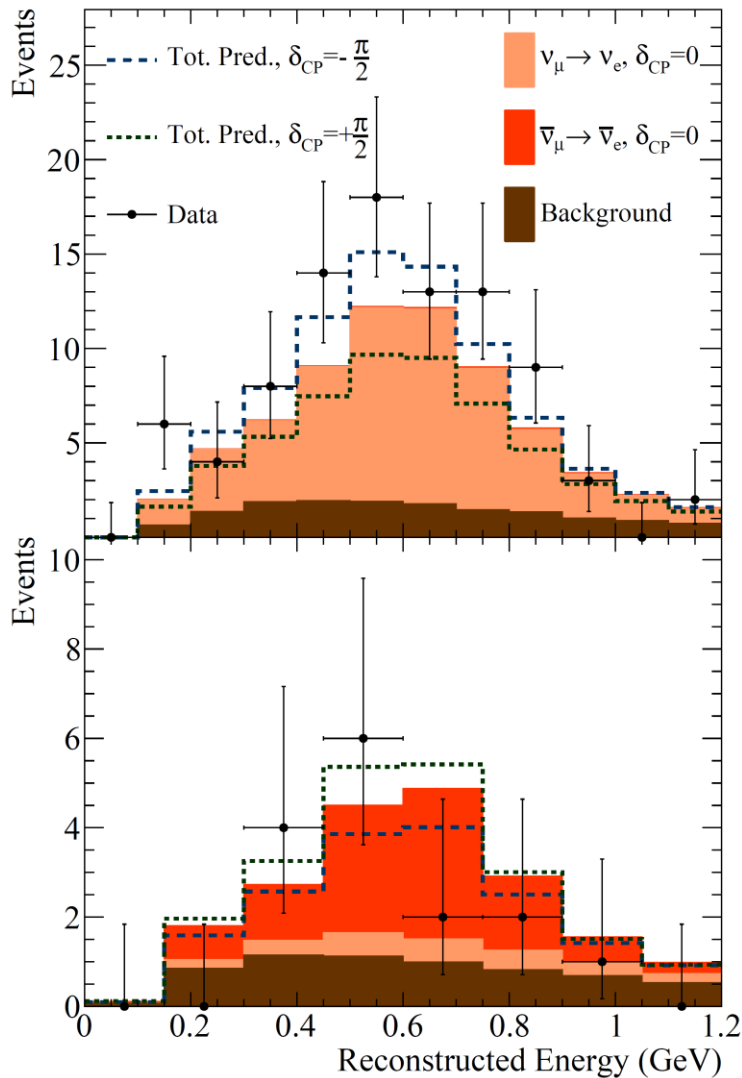 Events
25
20
15
10
5
Tot. Pred., δCP=-π/2
Tot. Pred., δCP=+π/2
Data
νμ → νe, δCP=0
ν̅μ → ν̅e, δCP=0
Background
Events
10
8
6
4
2
0
0 0.2 0.4 0.6 0.8 1 1.2
Reconstructed Energy (GeV)